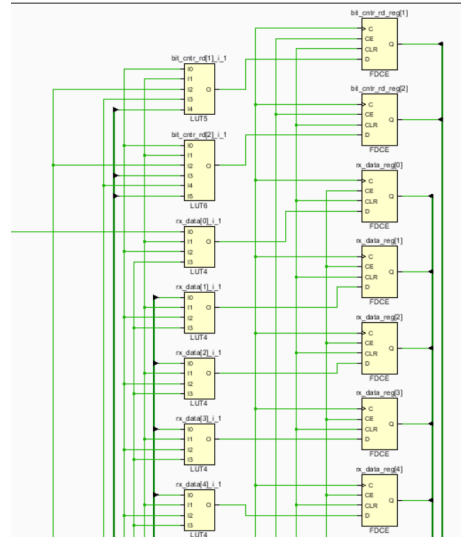 bit_cntr_rd_reg[1]
C
CE
CLR
D
Q
FDCE
bit_cntr_rd[1]_i_1
I0
I1
I2
I3
I4
O
LUT5
bit_cntr_rd_reg[2]
C
CE
CLR
D
Q
FDCE
bit_cntr_rd[2]_i_1
I0
I1
I2
I3
I4
I5
O
LUT6
rx_data_reg[0]
C
CE
CLR
D
Q
FDCE
rx_data[0]_i_1
I0
I1
I2
I3
O
LUT4
rx_data_reg[1]
C
CE
CLR
D
Q
FDCE
rx_data[1]_i_1
I0
I1
I2
I3
O
LUT4
rx_data_reg[2]
C
CE
CLR
D
Q
FDCE
rx_data[2]_i_1
I0
I1
I2
I3
O
LUT4
rx_data_reg[3]
C
CE
CLR
D
Q
FDCE
rx_data[3]_i_1
I0
I1
I2
I3
O
LUT4
rx_data_reg[4]
C
CE
CLR
D
Q
FDCE
rx_data[4]_i_1
I0
I1
I2
I3
O
LUT4